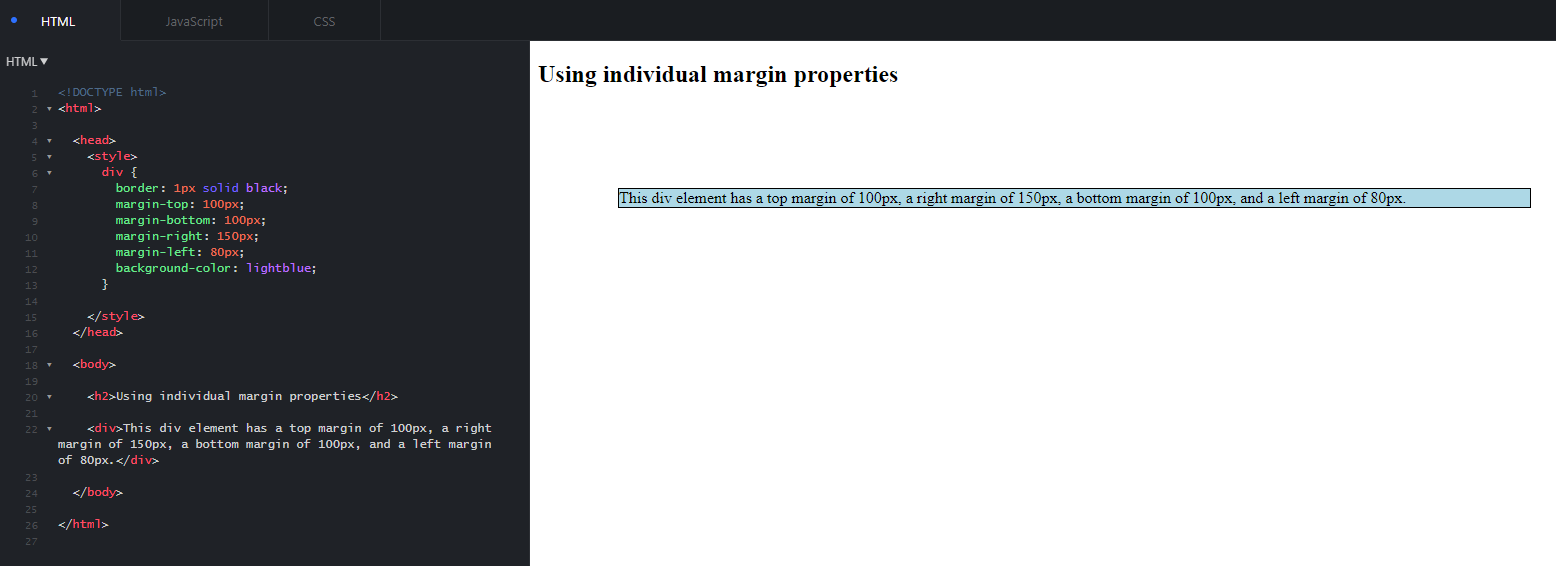 HTML JavaScript CSS
HTML ▼
1 <!DOCTYPE html>
2 <html>
3
4 <head>
5 <style>
6 div {
7 border: 1px solid black;
8 margin-top: 100px;
9 margin-bottom: 100px;
10 margin-right: 150px;
11 margin-left: 80px;
12 background-color: lightblue;
13 }
14
15 </style>
16 </head>
17
18 <body>
19
20 <h2>Using individual margin properties</h2>
21
22 <div>This div element has a top margin of 100px, a right
margin of 150px, a bottom margin of 100px, and a left margin
of 80px.</div>
23
24 </body>
25
26 </html>
27
Using individual margin properties
This div element has a top margin of 100px, a right margin of 150px, a bottom margin of 100px, and a left margin of 80px.